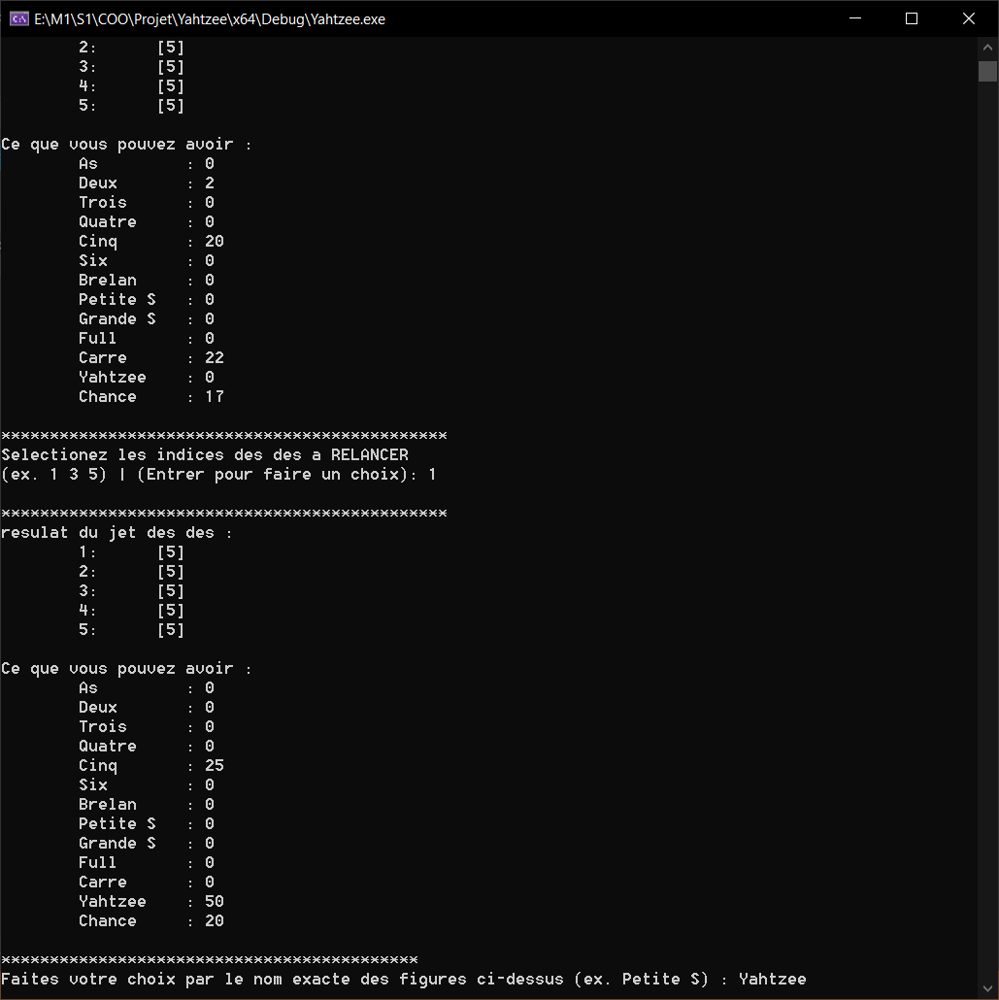 E:\M1\S1\COO\Projet\Yahtzee\x64\Debug\Yahtzee.exe
2: [5]
3: [5]
4: [5]
5: [5]
Ce que vous pouvez avoir :
As : 0
Deux : 2
Trois : 0
Quatre : 0
Cinq : 20
Six : 0
Brelan : 0
Petite S : 0
Grande S : 0
Full : 0
Carre : 22
Yahtzee : 0
Chance : 17
**********************************************
Selectionez les indices des des a RELANCER
(ex. 1 3 5) | (Entrer pour faire un choix): 1
**********************************************
resulat du jet des des :
1: [5]
2: [5]
3: [5]
4: [5]
5: [5]
Ce que vous pouvez avoir :
As : 0
Deux : 0
Trois : 0
Quatre : 0
Cinq : 25
Six : 0
Brelan : 0
Petite S : 0
Grande S : 0
Full : 0
Carre : 0
Yahtzee : 50
Chance : 20
*******************************************
Faites votre choix par le nom exacte des figures ci-dessus (ex. Petite S) : Yahtzee